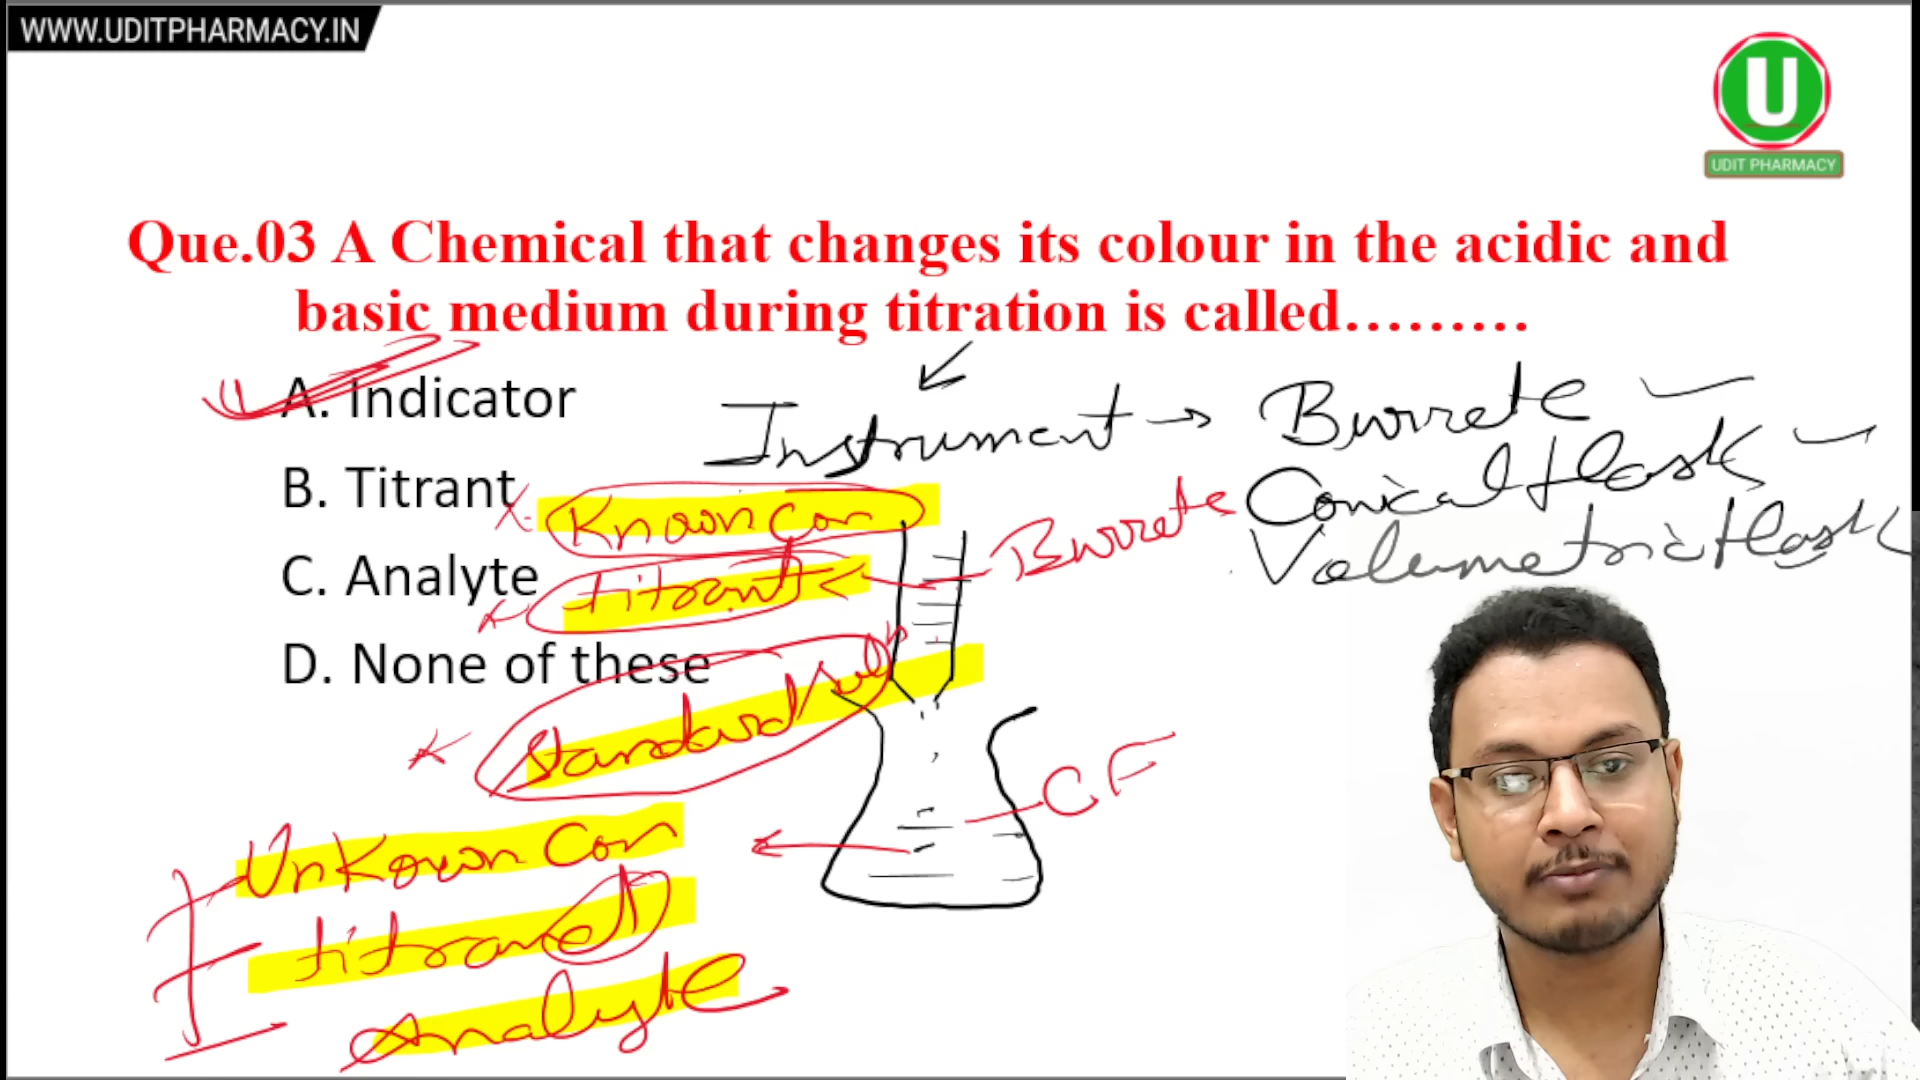 WWW.UDITPHARMACY.IN
U
UDIT PHARMACY
Que.03 A Chemical that changes its colour in the acidic and
basic medium during titration is called………
A. Indicator
Instrument → Burrete
B. Titrant
Known Con
Burrete
Conical flask
C. Analyte
titrant
Volumetric flask
D. None of these
Standard
CF
UnKown Con
titrand
Analyte